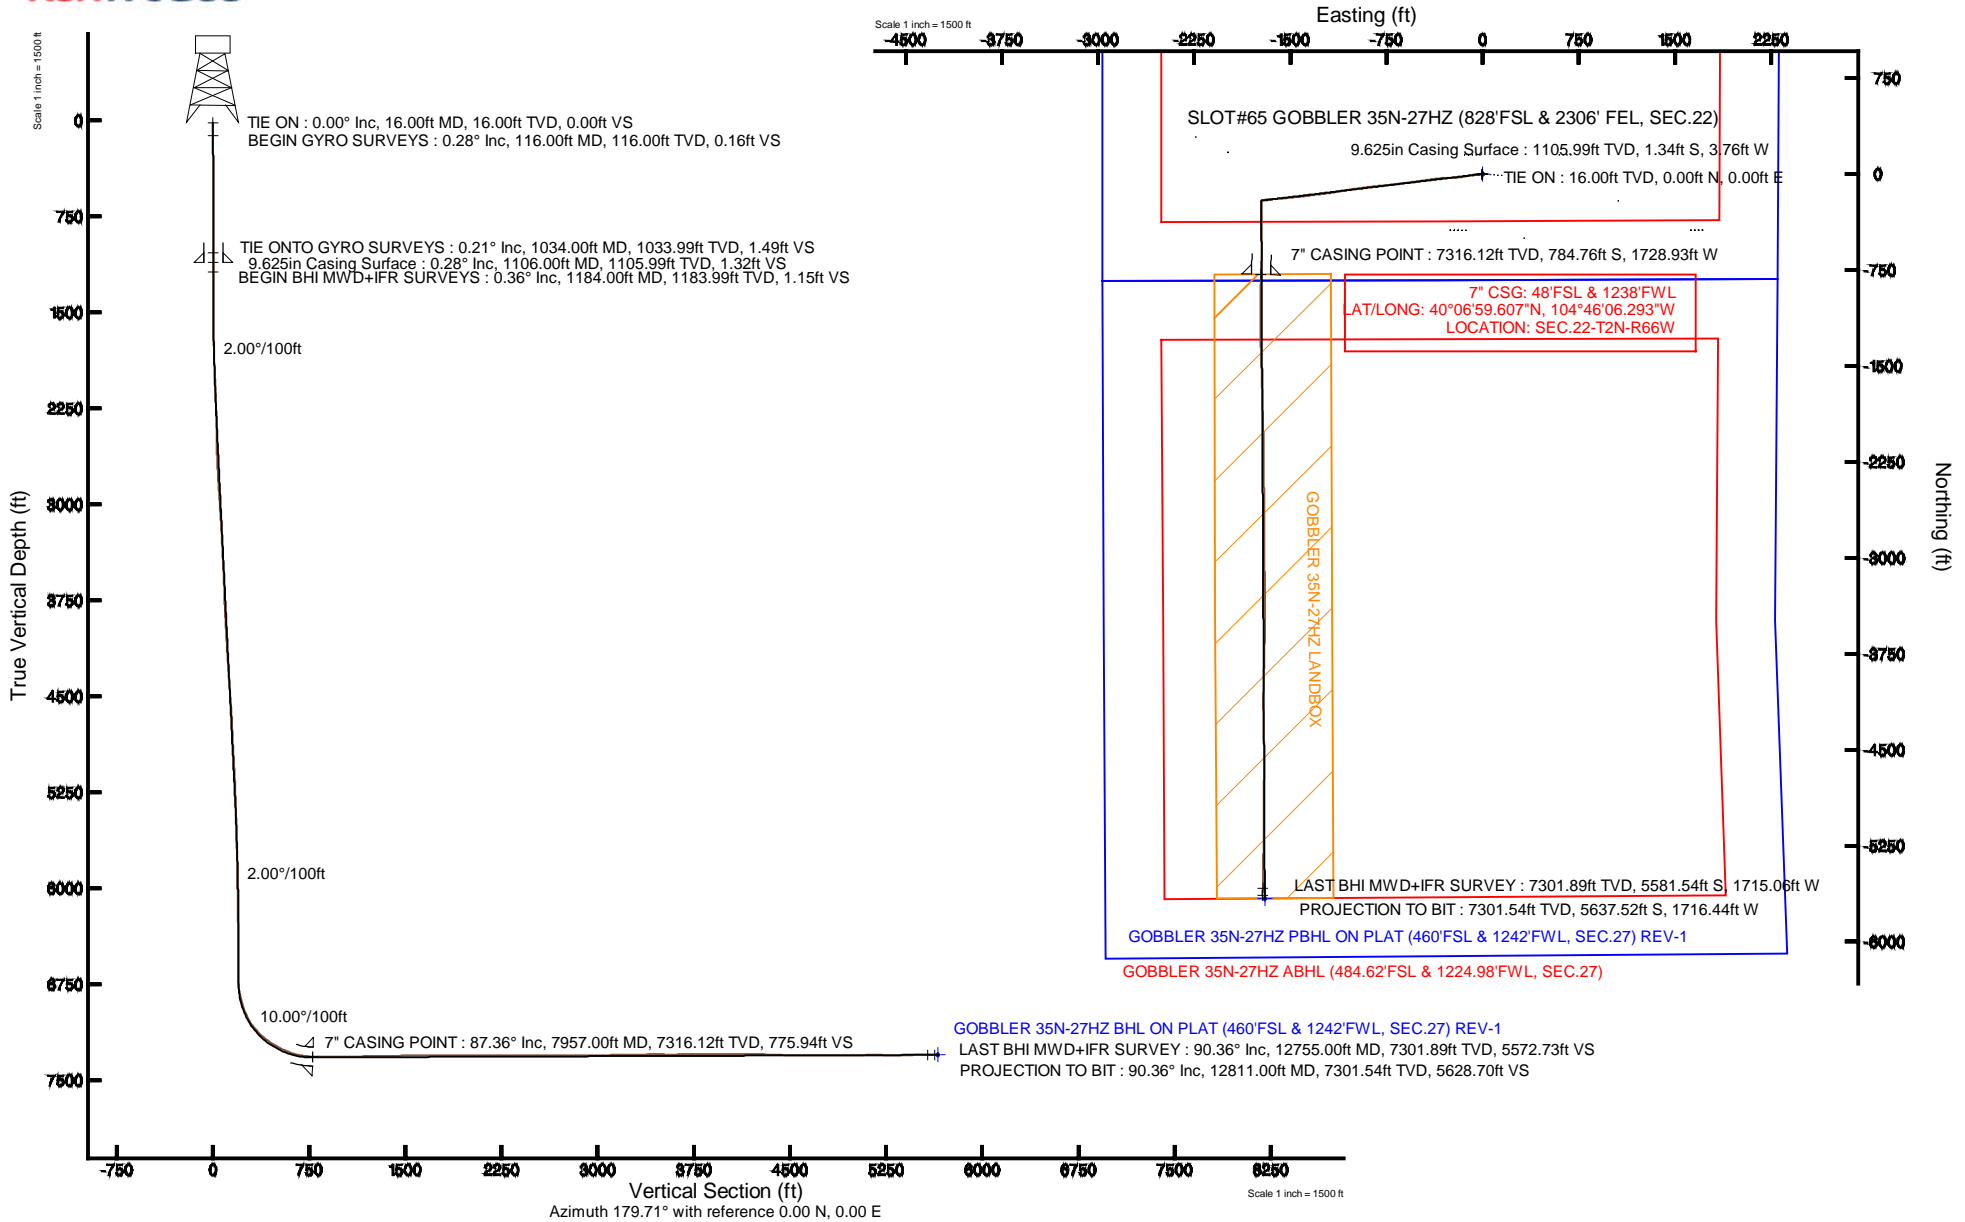 Scale 1 inch = 1500 ft
0
750
1500
2250
3000
3750
4500
5250
6000
6750
7500
True Vertical Depth (ft)
TIE ON : 0.00° Inc, 16.00ft MD, 16.00ft TVD, 0.00ft VS
BEGIN GYRO SURVEYS : 0.28° Inc, 116.00ft MD, 116.00ft TVD, 0.16ft VS
TIE ONTO GYRO SURVEYS : 0.21° Inc, 1034.00ft MD, 1033.99ft TVD, 1.49ft VS
9.625in Casing Surface : 0.28° Inc, 1106.00ft MD, 1105.99ft TVD, 1.32ft VS
BEGIN BHI MWD+IFR SURVEYS : 0.36° Inc, 1184.00ft MD, 1183.99ft TVD, 1.15ft VS
2.00°/100ft
2.00°/100ft
10.00°/100ft
7" CASING POINT : 87.36° Inc, 7957.00ft MD, 7316.12ft TVD, 775.94ft VS
GOBBLER 35N-27HZ BHL ON PLAT (460'FSL & 1242'FWL, SEC.27) REV-1
LAST BHI MWD+IFR SURVEY : 90.36° Inc, 12755.00ft MD, 7301.89ft TVD, 5572.73ft VS
PROJECTION TO BIT : 90.36° Inc, 12811.00ft MD, 7301.54ft TVD, 5628.70ft VS
-750 0 750 1500 2250 3000 3750 4500 5250 6000 6750 7500 8250
Vertical Section (ft)
Scale 1 inch = 1500 ft
Azimuth 179.71° with reference 0.00 N, 0.00 E
Easting (ft)
Scale 1 inch = 1500 ft
-4500 -3750 -3000 -2250 -1500 -750 0 750 1500 2250
SLOT#65 GOBBLER 35N-27HZ (828'FSL & 2306' FEL, SEC.22)
9.625in Casing Surface : 1105.99ft TVD, 1.34ft S, 3.76ft W
TIE ON : 16.00ft TVD, 0.00ft N, 0.00ft E
7" CASING POINT : 7316.12ft TVD, 784.76ft S, 1728.93ft W
7" CSG: 48'FSL & 1238'FWL
LAT/LONG: 40°06'59.607"N, 104°46'06.293"W
LOCATION: SEC.22-T2N-R66W
GOBBLER 35N-27HZ LANDBOX
LAST BHI MWD+IFR SURVEY : 7301.89ft TVD, 5581.54ft S, 1715.06ft W
PROJECTION TO BIT : 7301.54ft TVD, 5637.52ft S, 1716.44ft W
GOBBLER 35N-27HZ PBHL ON PLAT (460'FSL & 1242'FWL, SEC.27) REV-1
GOBBLER 35N-27HZ ABHL (484.62'FSL & 1224.98'FWL, SEC.27)
750
0
-750
-1500
-2250
-3000
-3750
-4500
-5250
-6000
Northing (ft)